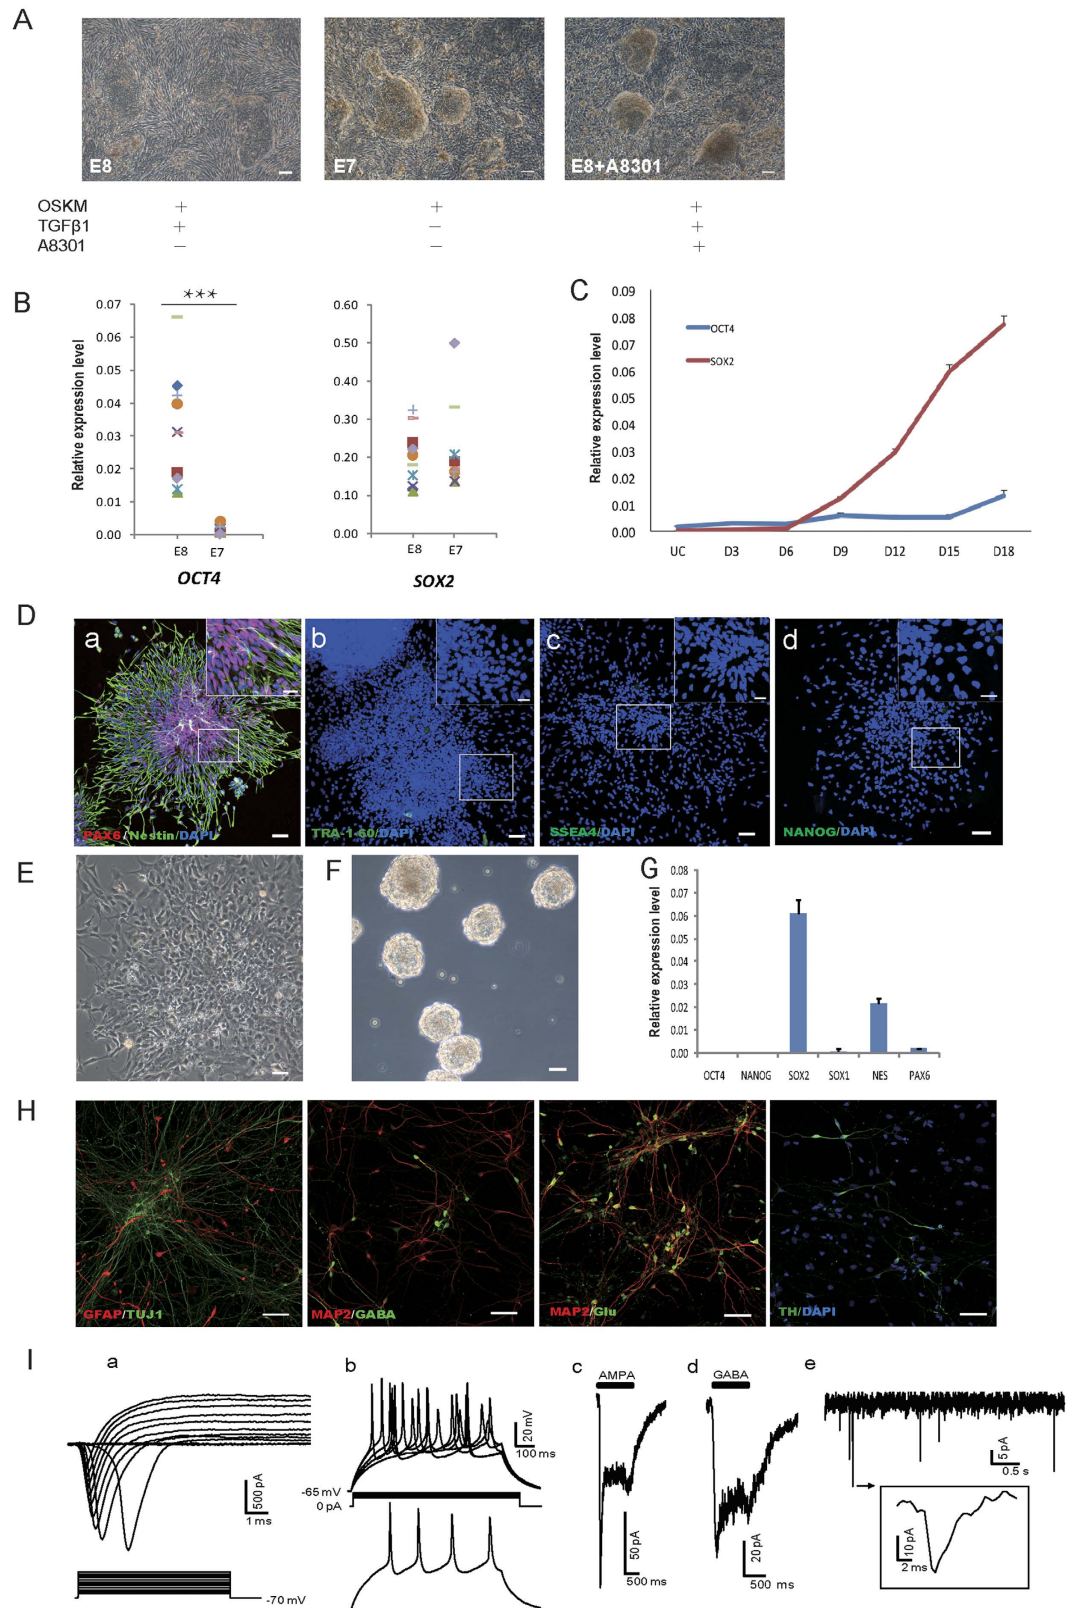 A
E8
E7
E8+A8301
OSKM + + +
TGFβ1 + − +
A8301 − − +
B
Relative expression level
0.07
0.06
0.05
0.04
0.03
0.02
0.01
0.00
***
E8 E7
OCT4
0.60
0.50
0.40
0.30
0.20
0.10
0.00
E8 E7
SOX2
C
Relative expression level
0.09
0.08
0.07
0.06
0.05
0.04
0.03
0.02
0.01
0.00
OCT4
SOX2
UC D3 D6 D9 D12 D15 D18
D
a
PAX6/Nestin/DAPI
b
TRA-1-60/DAPI
c
SSEA4/DAPI
d
NANOG/DAPI
E
F
G
Relative expression level
0.08
0.07
0.06
0.05
0.04
0.03
0.02
0.01
0.00
OCT4 NANOG SOX2 SOX1 NES PAX6
H
GFAP/TUJ1
MAP2/GABA
MAP2/Glu
TH/DAPI
I
a
500 pA
1 ms
-70 mV
b
20 mV
100 ms
-65 mV
0 pA
c
AMPA
50 pA
500 ms
d
GABA
20 pA
500 ms
e
5 pA
0.5 s
10 pA
2 ms